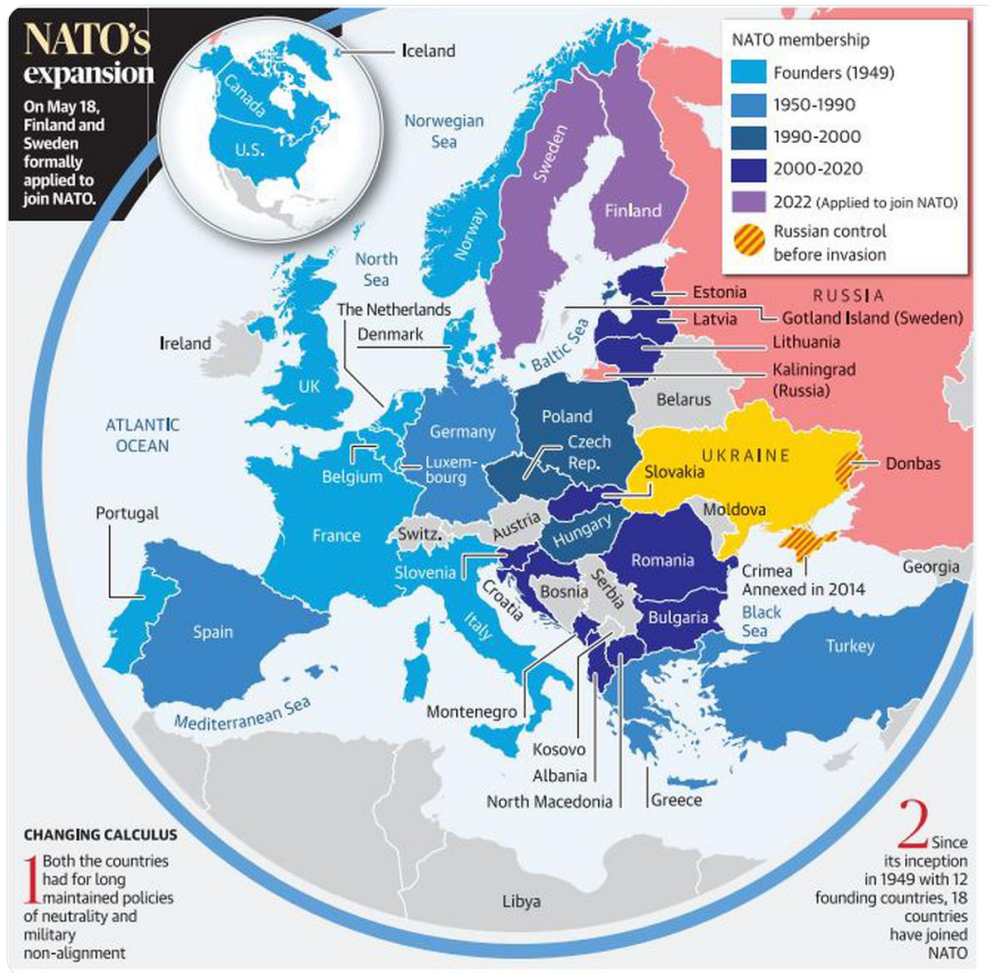 NATO's
expansion
On May 18,
Finland and
Sweden
formally
applied to
join NATO.
Canada
U.S.
Iceland
Norwegian
Sea
NATO membership
Founders (1949)
1950-1990
1990-2000
2000-2020
2022 (Applied to join NATO)
Russian control
before invasion
Sweden
Finland
Norway
North
Sea
The Netherlands
Denmark
Ireland
UK
Baltic Sea
Estonia
RUSSIA
Latvia
Gotland Island (Sweden)
Lithuania
Kaliningrad
(Russia)
Belarus
ATLANTIC
OCEAN
Germany
Poland
Czech
Rep.
UKRAINE
Slovakia
Donbas
Belgium
Luxem-
bourg
Portugal
France
Switz.
Austria
Hungary
Moldova
Romania
Slovenia
Croatia
Bosnia
Serbia
Crimea
Annexed in 2014
Georgia
Black
Sea
Bulgaria
Spain
Italy
Turkey
Mediterranean Sea
Montenegro
Kosovo
Albania
North Macedonia
Greece
Libya
CHANGING CALCULUS
1 Both the countries
had for long
maintained policies
of neutrality and
military
non-alignment
2 Since
its inception
in 1949 with 12
founding countries, 18
countries
have joined
NATO